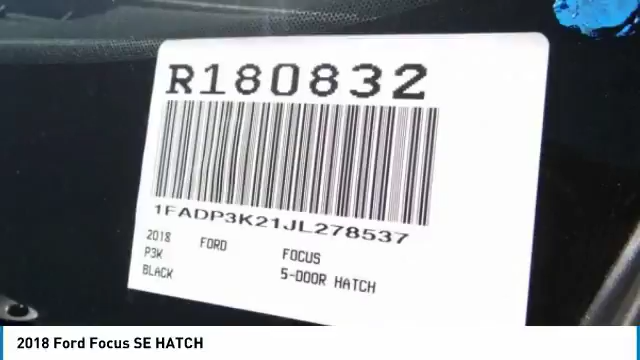 R180832
1FADP3K21JL278537
2018 FORD FOCUS
P3K 5-DOOR HATCH
BLACK
2018 Ford Focus SE HATCH